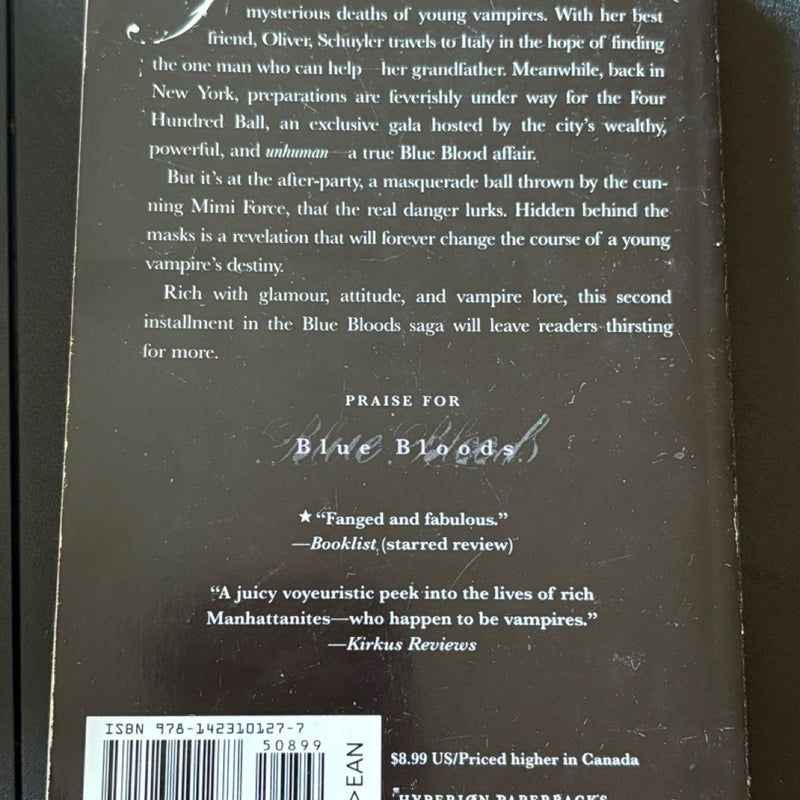 mysterious deaths of young vampires. With her best
friend, Oliver, Schuyler travels to Italy in the hope of finding
the one man who can help—her grandfather. Meanwhile, back in
New York, preparations are feverishly under way for the Four
Hundred Ball, an exclusive gala hosted by the city's wealthy,
powerful, and unhuman—a true Blue Blood affair.
But it's at the after-party, a masquerade ball thrown by the cun-
ning Mimi Force, that the real danger lurks. Hidden behind the
masks is a revelation that will forever change the course of a young
vampire's destiny.
Rich with glamour, attitude, and vampire lore, this second
installment in the Blue Bloods saga will leave readers thirsting
for more.
PRAISE FOR
Blue Bloods
★ “Fanged and fabulous.”
—Booklist (starred review)
“A juicy voyeuristic peek into the lives of rich
Manhattanites—who happen to be vampires.”
—Kirkus Reviews
ISBN 978-142310127-7
50899
>EAN
$8.99 US/Priced higher in Canada
HYPERION PAPERBACKS